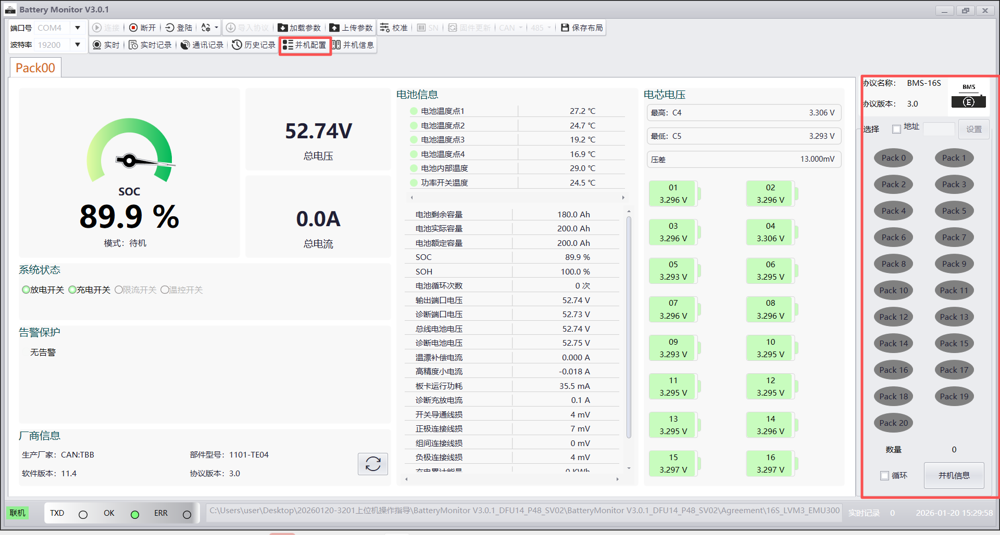 Battery Monitor V3.0.1
端口号 COM4 连接 断开 登陆 导入协议 加载参数 上传参数 校准 SN 固件更新 CAN 485 保存布局
波特率 19200 实时 实时记录 通讯记录 历史记录 并机配置 并机信息
Pack00
SOC
89.9 %
模式：待机
52.74V
总电压
0.0A
总电流
系统状态
放电开关 充电开关 限流开关 温控开关
告警保护
无告警
厂商信息
生产厂家：CAN:TBB 部件型号：1101-TE04
软件版本：11.4 协议版本：3.0
电池信息
电池温度点1 27.2 ℃
电池温度点2 24.7 ℃
电池温度点3 19.2 ℃
电池温度点4 16.9 ℃
电池内部温度 29.0 ℃
功率开关温度 24.5 ℃
电池剩余容量 180.0 Ah
电池实际容量 200.0 Ah
电池额定容量 200.0 Ah
SOC 89.9 %
SOH 100.0 %
电池循环次数 0 次
输出端口电压 52.74 V
诊断端口电压 52.73 V
总线电池电压 52.74 V
诊断电池电压 52.75 V
温漂补偿电流 0.000 A
高精度小电流 -0.018 A
板卡运行功耗 35.5 mA
诊断充放电流 0.1 A
开关导通线损 4 mV
正极连接线损 7 mV
组间连接线损 0 mV
负极连接线损 4 mV
充电累计能量 0 KWh
电芯电压
最高：C4 3.306 V
最低：C5 3.293 V
压差 13.000mV
01 02
3.296 V 3.296 V
03 04
3.296 V 3.306 V
05 06
3.293 V 3.295 V
07 08
3.296 V 3.296 V
09 10
3.293 V 3.295 V
11 12
3.295 V 3.295 V
13 14
3.295 V 3.296 V
15 16
3.297 V 3.297 V
协议名称： BMS-16S
BMS
(E)
协议版本： 3.0
选择 地址 设置
Pack 0 Pack 1
Pack 2 Pack 3
Pack 4 Pack 5
Pack 6 Pack 7
Pack 8 Pack 9
Pack 10 Pack 11
Pack 12 Pack 13
Pack 14 Pack 15
Pack 16 Pack 17
Pack 18 Pack 19
Pack 20
数量 0
循环 并机信息
联机 TXD OK ERR C:\Users\user\Desktop\20260120-3201上位机操作指导\BatteryMonitor V3.0.1_DFU14_P48_SV02\BatteryMonitor V3.0.1_DFU14_P48_SV02\Agreement\16S_LVM3_EMU300 实时记录 0 2026-01-20 15:29:58